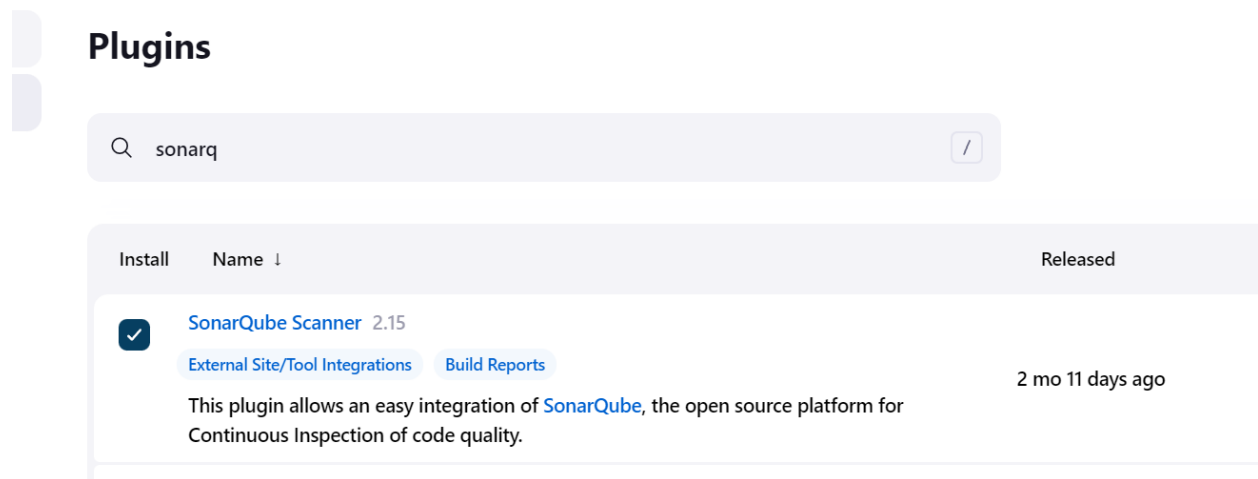 Plugins
sonarq
/
Install Name ↓ Released
SonarQube Scanner 2.15
External Site/Tool Integrations Build Reports
2 mo 11 days ago
This plugin allows an easy integration of SonarQube, the open source platform for
Continuous Inspection of code quality.